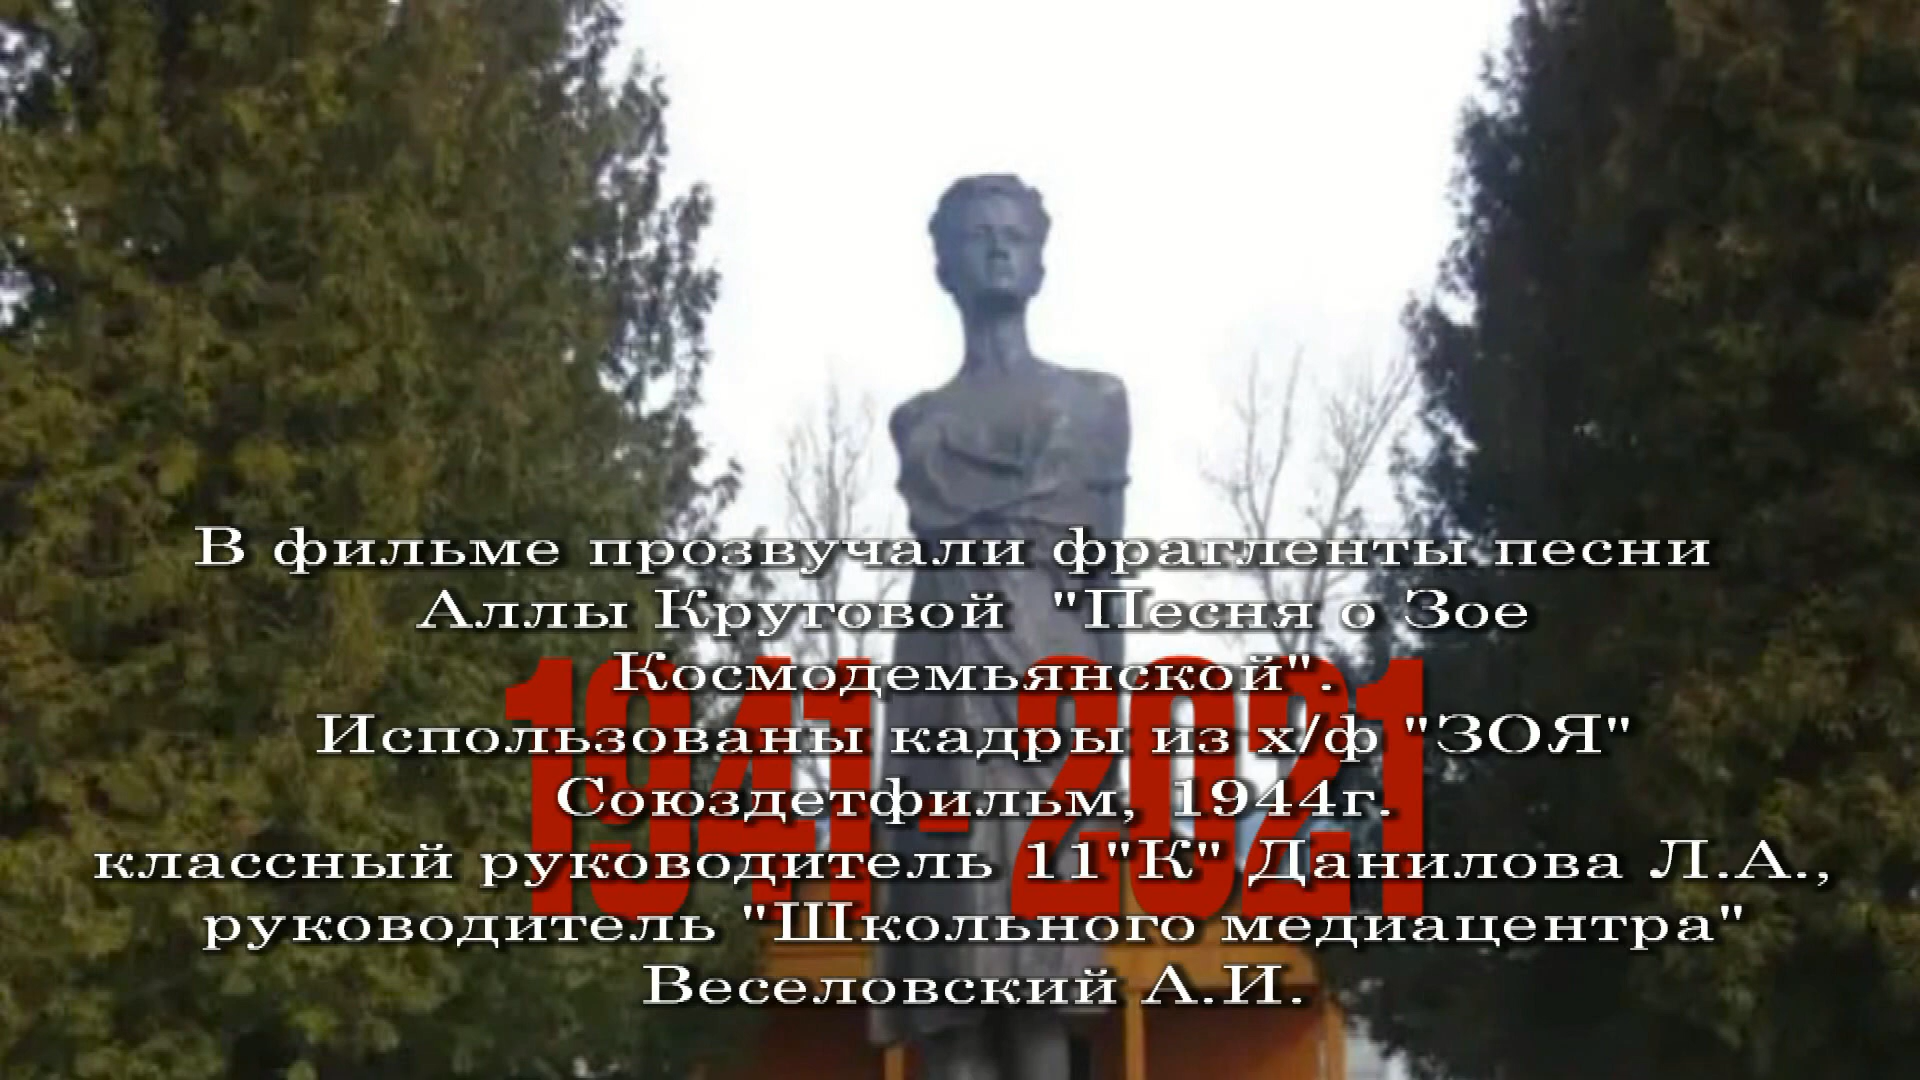 В фильме прозвучали фрагленты песни
Аллы Круговой "Песня о Зое
Космодемьянской".
Использованы кадры из х/ф "ЗОЯ"
Союздетфильм, 1944г.
1941 - 2021
классный руководитель 11"К" Данилова Л.А.,
руководитель "Школьного медиацентра"
Веселовский А.И.